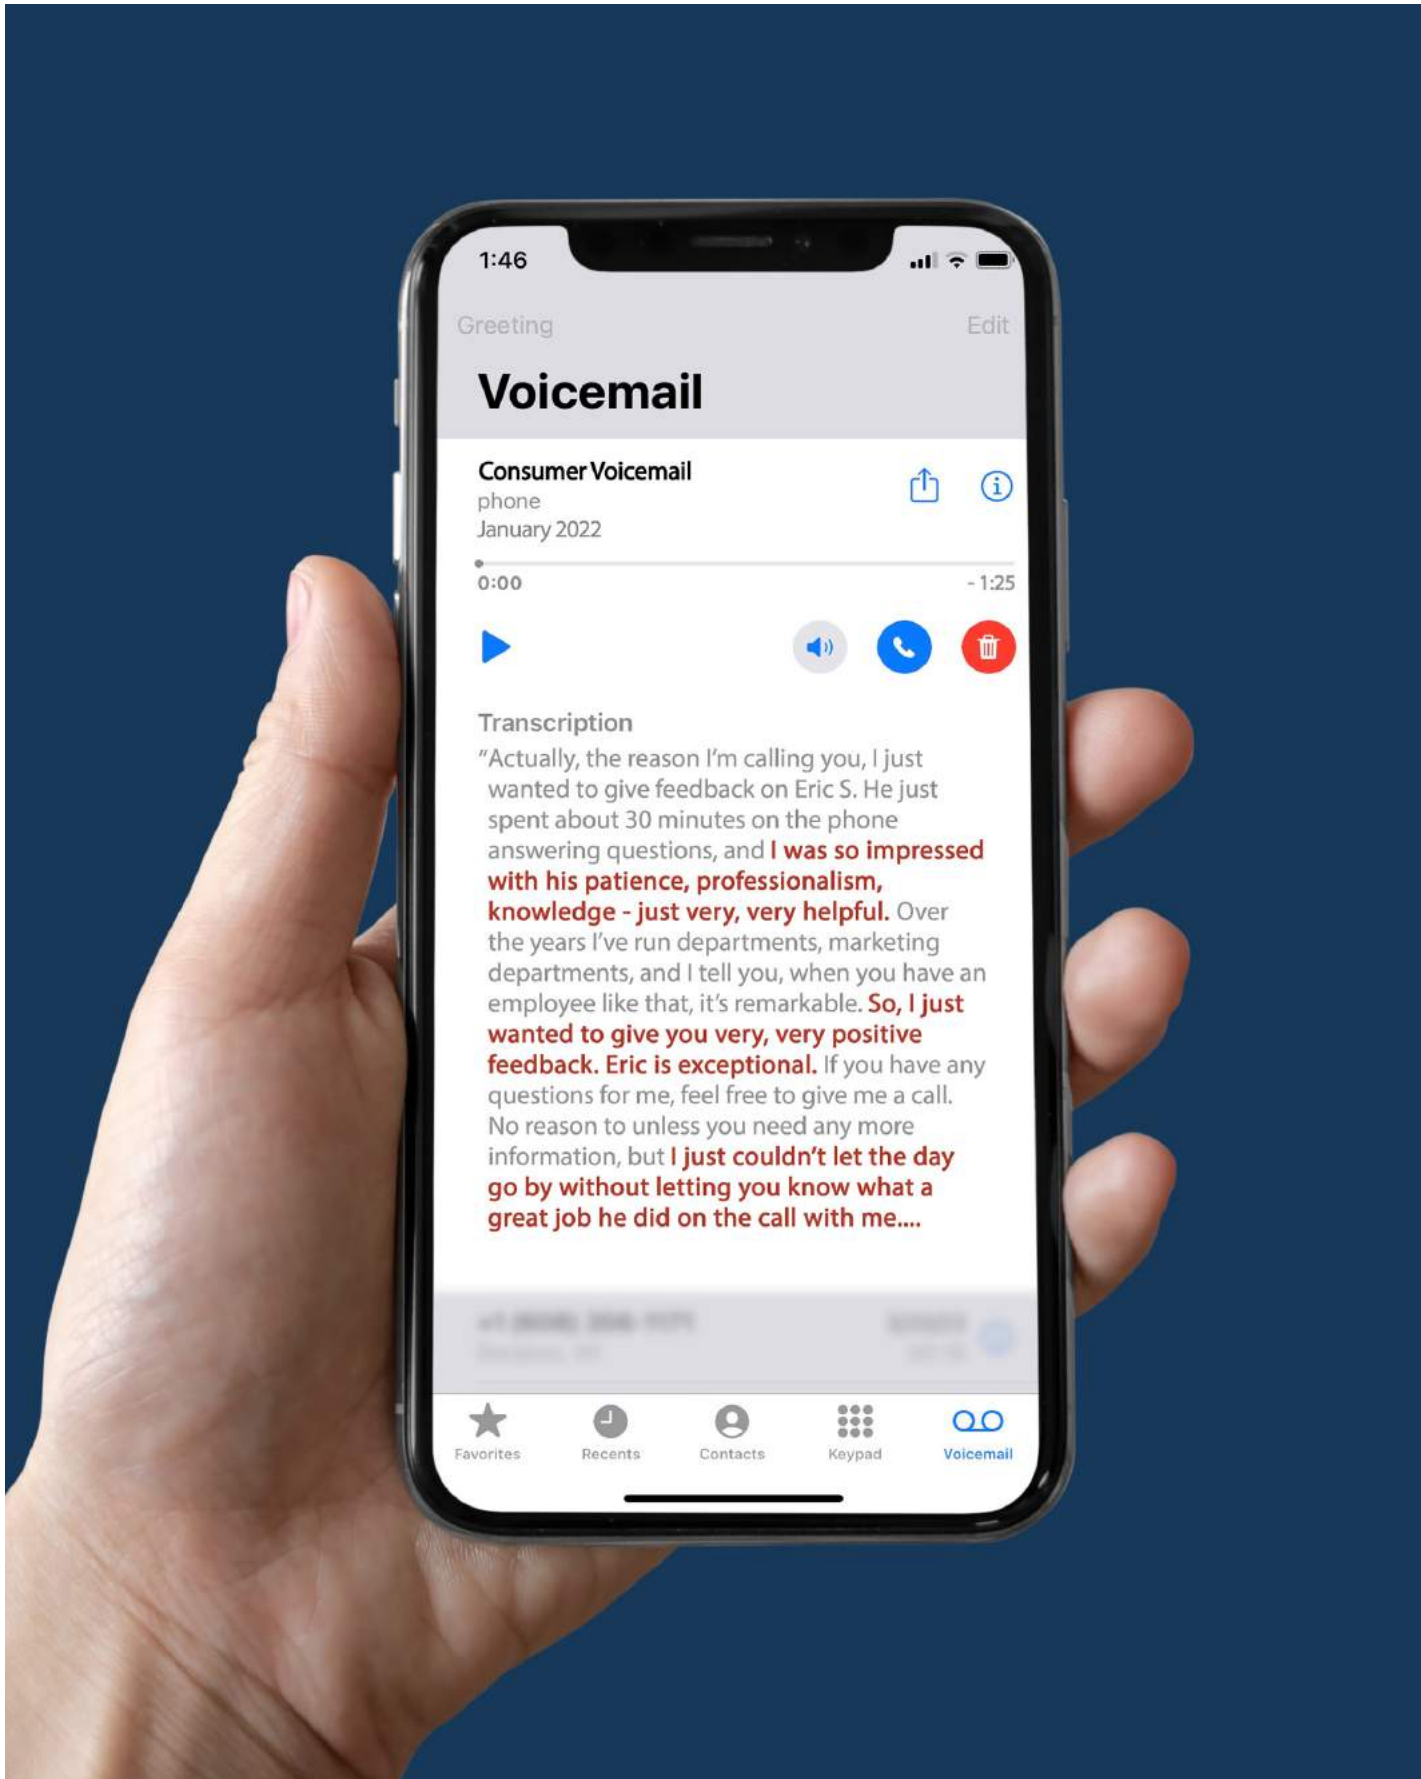 1:46
Greeting
Edit
Voicemail
Consumer Voicemail
phone
January 2022
0:00
- 1:25
Transcription
“Actually, the reason I’m calling you, I just
wanted to give feedback on Eric S. He just
spent about 30 minutes on the phone
answering questions, and I was so impressed
with his patience, professionalism,
knowledge - just very, very helpful. Over
the years I’ve run departments, marketing
departments, and I tell you, when you have an
employee like that, it’s remarkable. So, I just
wanted to give you very, very positive
feedback. Eric is exceptional. If you have any
questions for me, feel free to give me a call.
No reason to unless you need any more
information, but I just couldn’t let the day
go by without letting you know what a
great job he did on the call with me....
Favorites
Recents
Contacts
Keypad
Voicemail